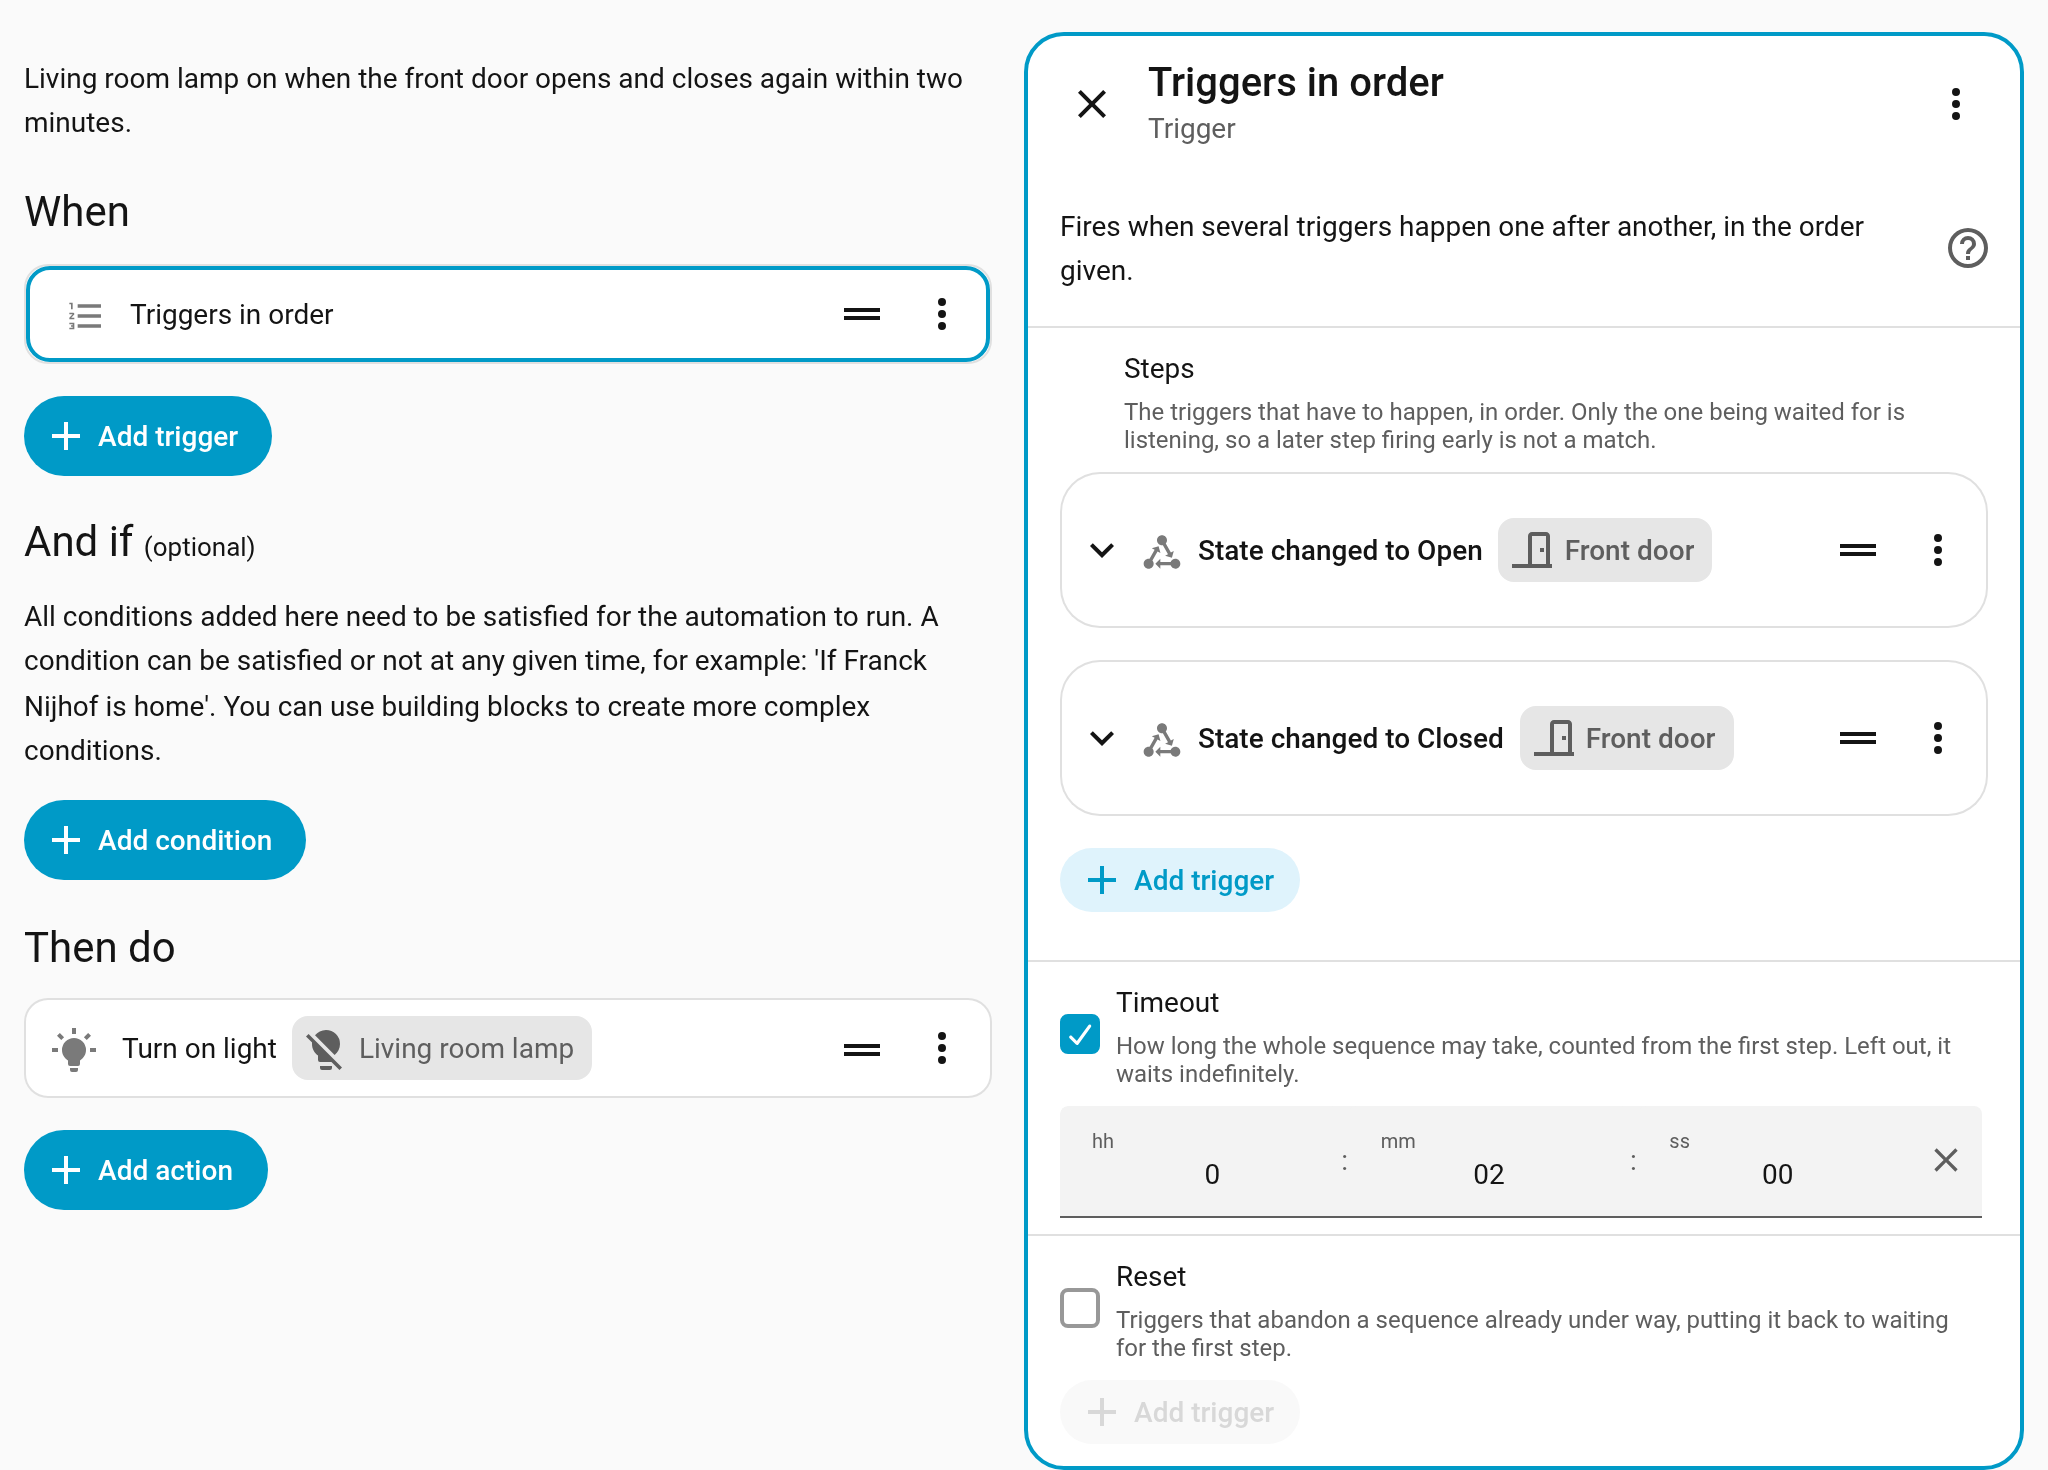 Living room lamp on when the front door opens and closes again within two
minutes.
When
Triggers in order
Add trigger
And if (optional)
All conditions added here need to be satisfied for the automation to run. A
condition can be satisfied or not at any given time, for example: 'If Franck
Nijhof is home'. You can use building blocks to create more complex
conditions.
Add condition
Then do
Turn on light Living room lamp
Add action
Triggers in order
Trigger
Fires when several triggers happen one after another, in the order
given.
Steps
The triggers that have to happen, in order. Only the one being waited for is
listening, so a later step firing early is not a match.
State changed to Open Front door
State changed to Closed Front door
Add trigger
Timeout
How long the whole sequence may take, counted from the first step. Left out, it
waits indefinitely.
hh mm ss
0 : 02 : 00
Reset
Triggers that abandon a sequence already under way, putting it back to waiting
for the first step.
Add trigger